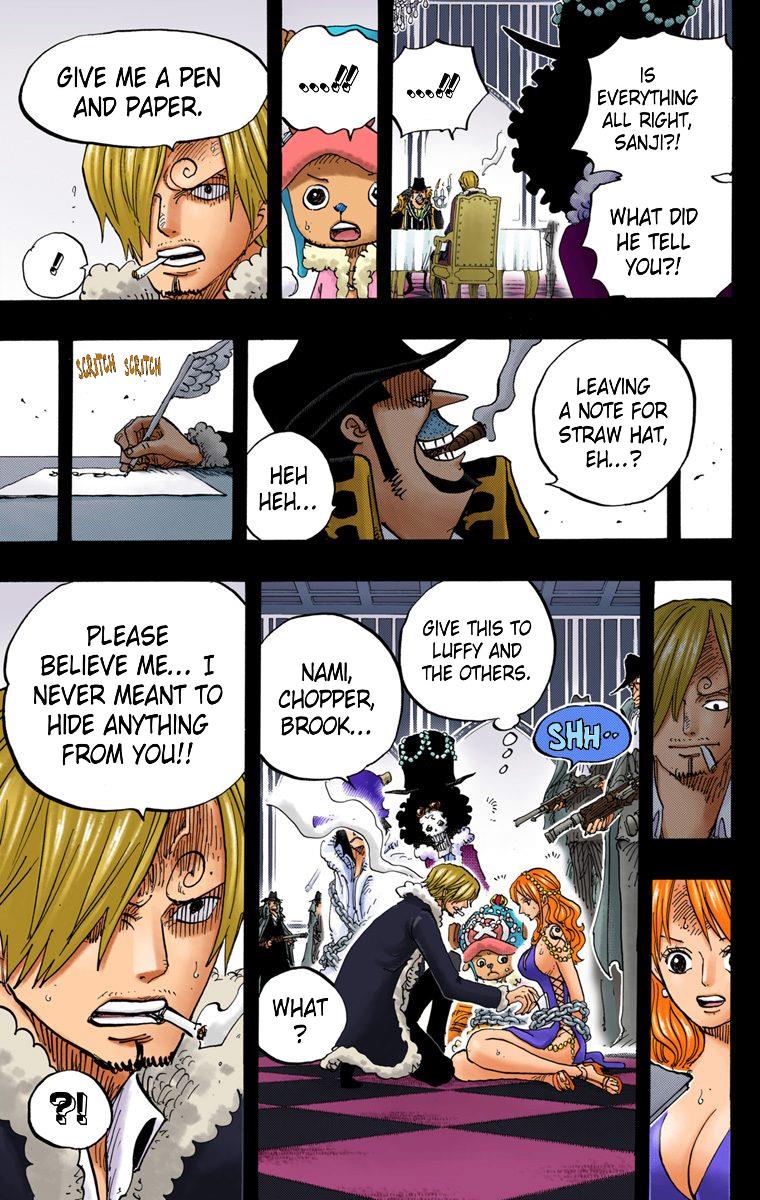 IS
EVERYTHING
ALL RIGHT,
SANJI?!
WHAT DID
HE TELL
YOU?!
...!!
...!!
GIVE ME A PEN
AND PAPER.
!
LEAVING
A NOTE FOR
STRAW HAT,
EH...?
HEH
HEH...
SCRITCH SCRITCH
GIVE THIS TO
LUFFY AND
THE OTHERS.
SHH..
NAMI,
CHOPPER,
BROOK...
WHAT
?
PLEASE
BELIEVE ME... I
NEVER MEANT TO
HIDE ANYTHING
FROM YOU!!
?!